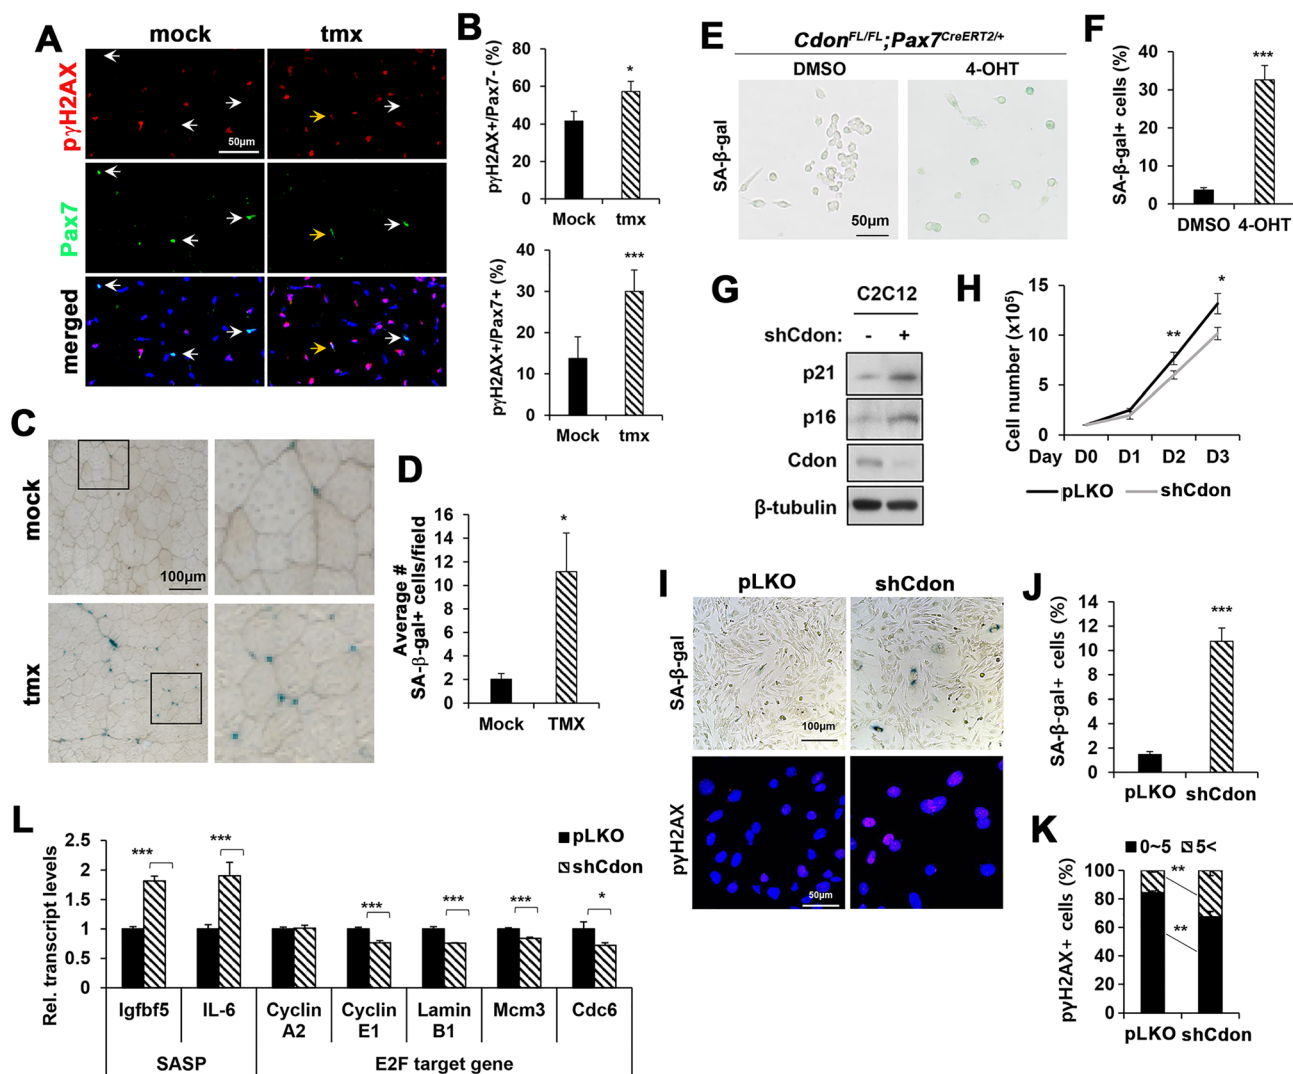 A
mock
tmx
pγH2AX
50μm
Pax7
merged
B
pγH2AX+/Pax7- (%)
80
60
40
20
0
*
Mock
tmx
pγH2AX+/Pax7+ (%)
40
30
20
10
0
***
Mock
tmx
C
mock
100μm
tmx
D
Average #
SA-β-gal+ cells/field
16
14
12
10
8
6
4
2
0
*
Mock
TMX
E
CdonFL/FL;Pax7CreERT2/+
DMSO
4-OHT
SA-β-gal
50μm
F
SA-β-gal+ cells (%)
40
30
20
10
0
***
DMSO
4-OHT
G
C2C12
shCdon:
-
+
p21
p16
Cdon
β-tubulin
H
Cell number (x10⁵)
15
10
5
0
**
*
Day
D0
D1
D2
D3
pLKO
shCdon
I
pLKO
shCdon
SA-β-gal
100μm
pγH2AX
50μm
J
SA-β-gal+ cells (%)
14
12
10
8
6
4
2
0
***
pLKO
shCdon
K
0~5
5<
pγH2AX+ cells (%)
100
80
60
40
20
0
**
**
pLKO
shCdon
L
Rel. transcript levels
2.5
2
1.5
1
0.5
0
pLKO
shCdon
***
***
***
***
***
*
Igfbf5
IL-6
Cyclin
A2
Cyclin
E1
Lamin
B1
Mcm3
Cdc6
SASP
E2F target gene